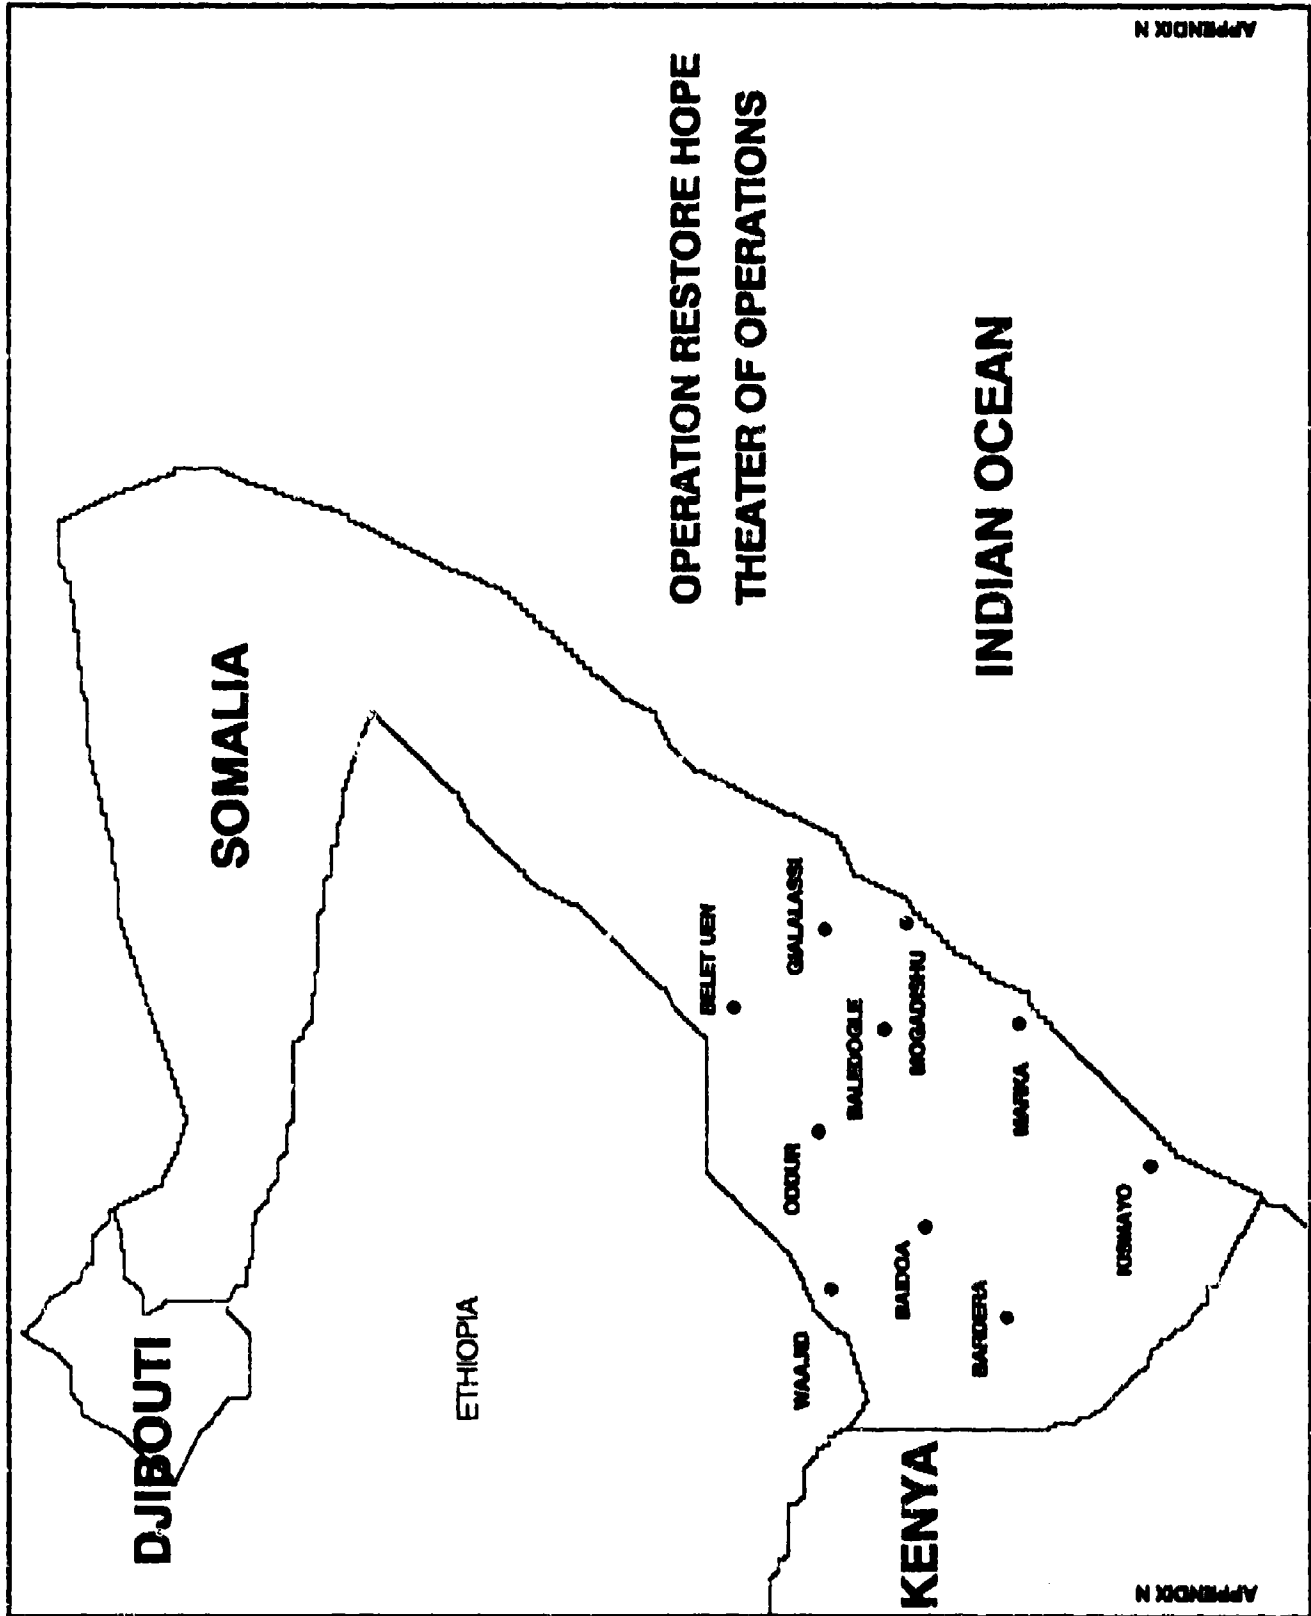 APPENDIX N
DJIBOUTI
SOMALIA
ETHIOPIA
OPERATION RESTORE HOPE
THEATER OF OPERATIONS
BELET UEN
GIALALASSI
ODDUR
WAAJID
BALEDOGLE
MOGADISHU
BAIDOA
KENYA
BARDERA
MARKA
INDIAN OCEAN
KISMAYO
APPENDIX N